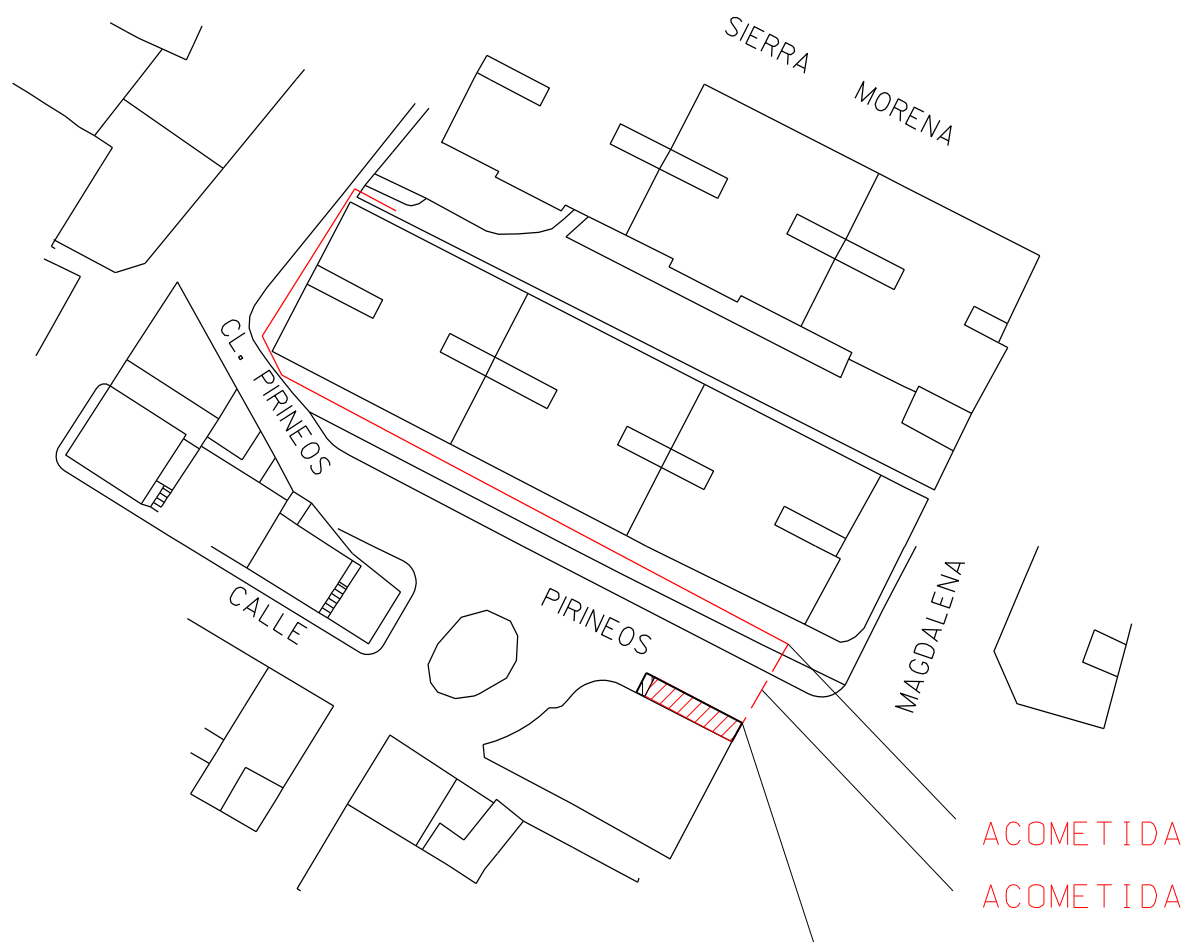 SIERRA MORENA
CL. PIRINEOS
CALLE PIRINEOS
MAGDALENA
ACOMETIDA
ACOMETIDA